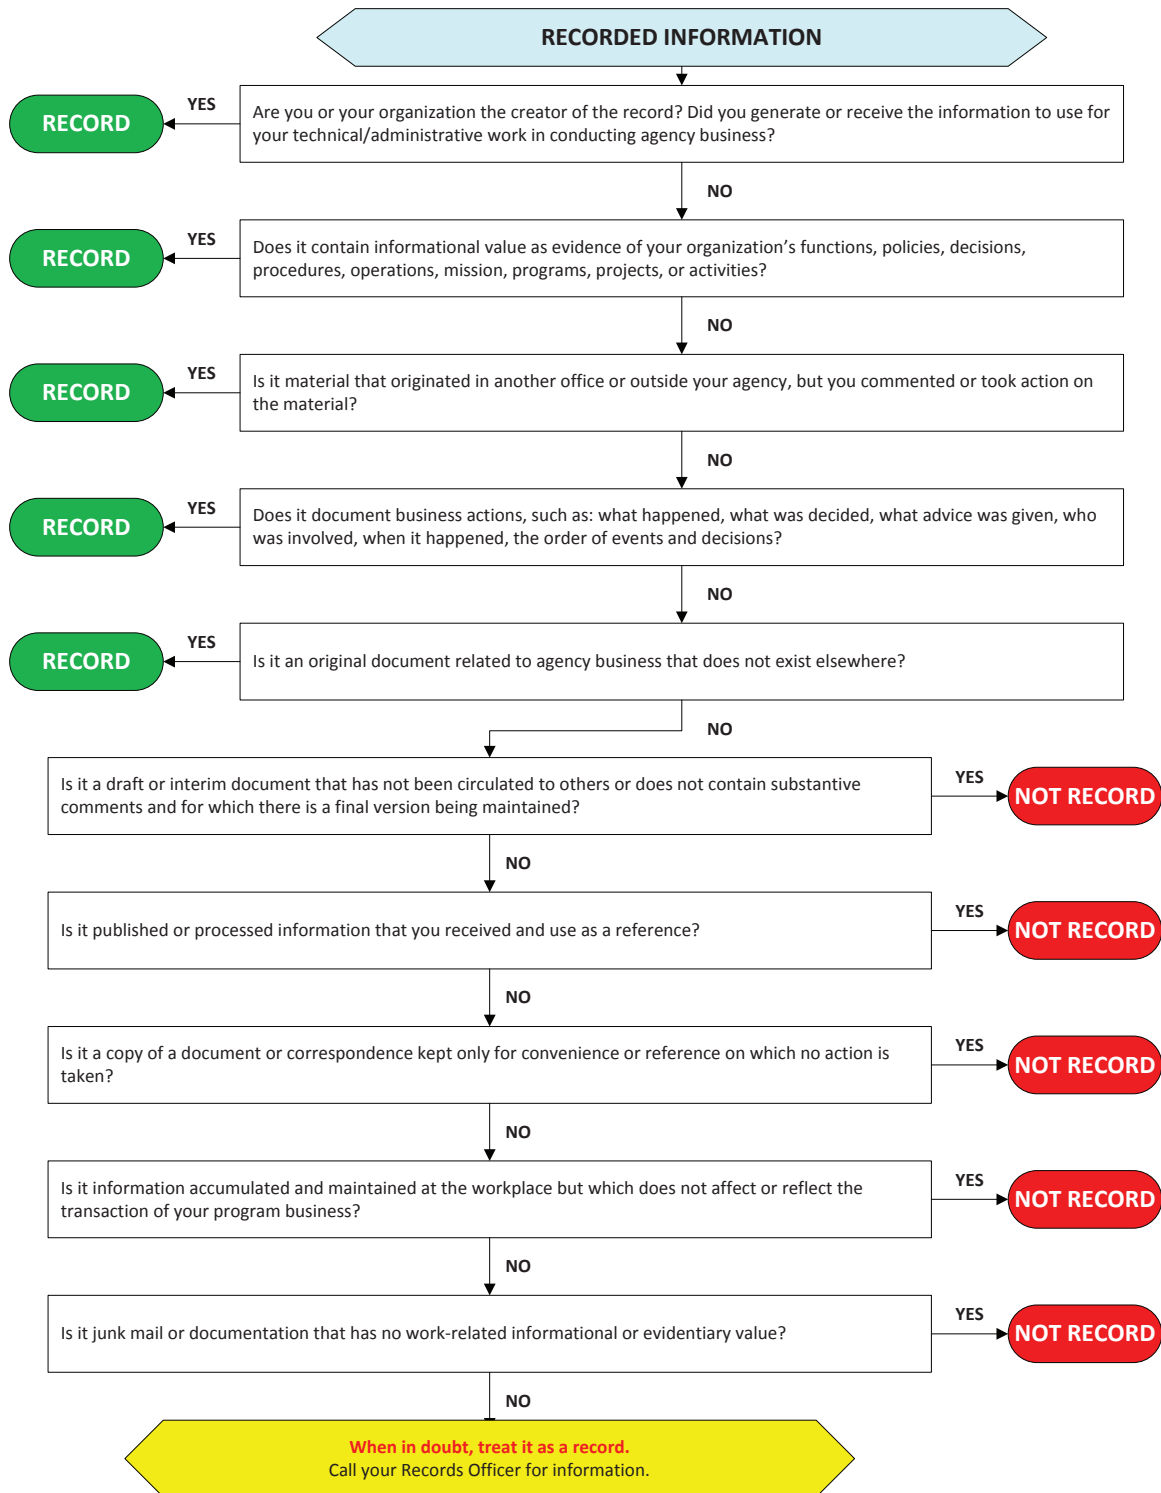 RECORDED INFORMATION
RECORD
YES
Are you or your organization the creator of the record? Did you generate or receive the information to use for
your technical/administrative work in conducting agency business?
NO
RECORD
YES
Does it contain informational value as evidence of your organization’s functions, policies, decisions,
procedures, operations, mission, programs, projects, or activities?
NO
RECORD
YES
Is it material that originated in another office or outside your agency, but you commented or took action on
the material?
NO
RECORD
YES
Does it document business actions, such as: what happened, what was decided, what advice was given, who
was involved, when it happened, the order of events and decisions?
NO
RECORD
YES
Is it an original document related to agency business that does not exist elsewhere?
NO
Is it a draft or interim document that has not been circulated to others or does not contain substantive
comments and for which there is a final version being maintained?
YES
NOT RECORD
NO
Is it published or processed information that you received and use as a reference?
YES
NOT RECORD
NO
Is it a copy of a document or correspondence kept only for convenience or reference on which no action is
taken?
YES
NOT RECORD
NO
Is it information accumulated and maintained at the workplace but which does not affect or reflect the
transaction of your program business?
YES
NOT RECORD
NO
Is it junk mail or documentation that has no work-related informational or evidentiary value?
YES
NOT RECORD
NO
When in doubt, treat it as a record.
Call your Records Officer for information.